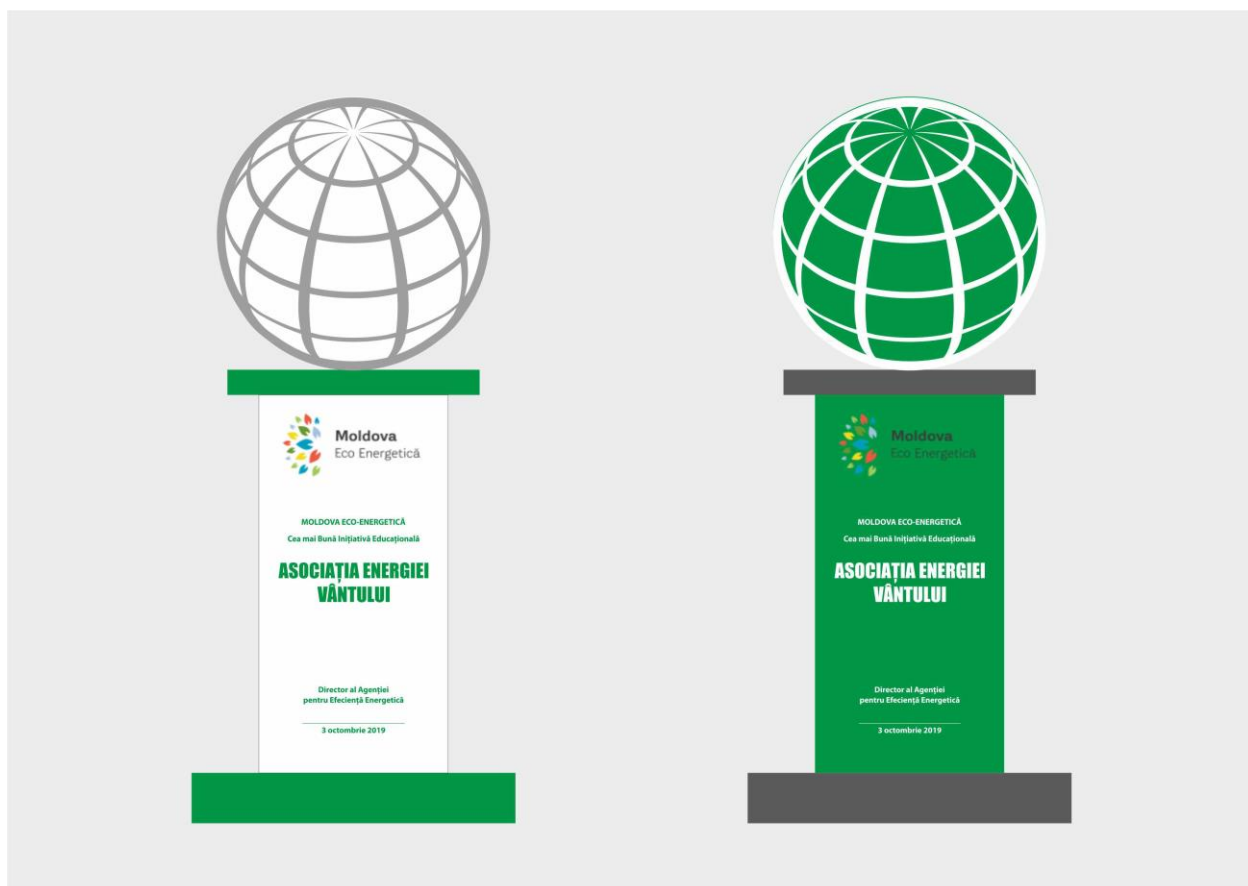 Moldova
Eco Energetică
MOLDOVA ECO-ENERGETICĂ
Cea mai Bună Inițiativă Educațională
ASOCIAȚIA ENERGIEI
VÂNTULUI
Director al Agenției
pentru Efeciență Energetică
3 octombrie 2019
Moldova
Eco Energetică
MOLDOVA ECO-ENERGETICĂ
Cea mai Bună Inițiativă Educațională
ASOCIAȚIA ENERGIEI
VÂNTULUI
Director al Agenției
pentru Efeciență Energetică
3 octombrie 2019